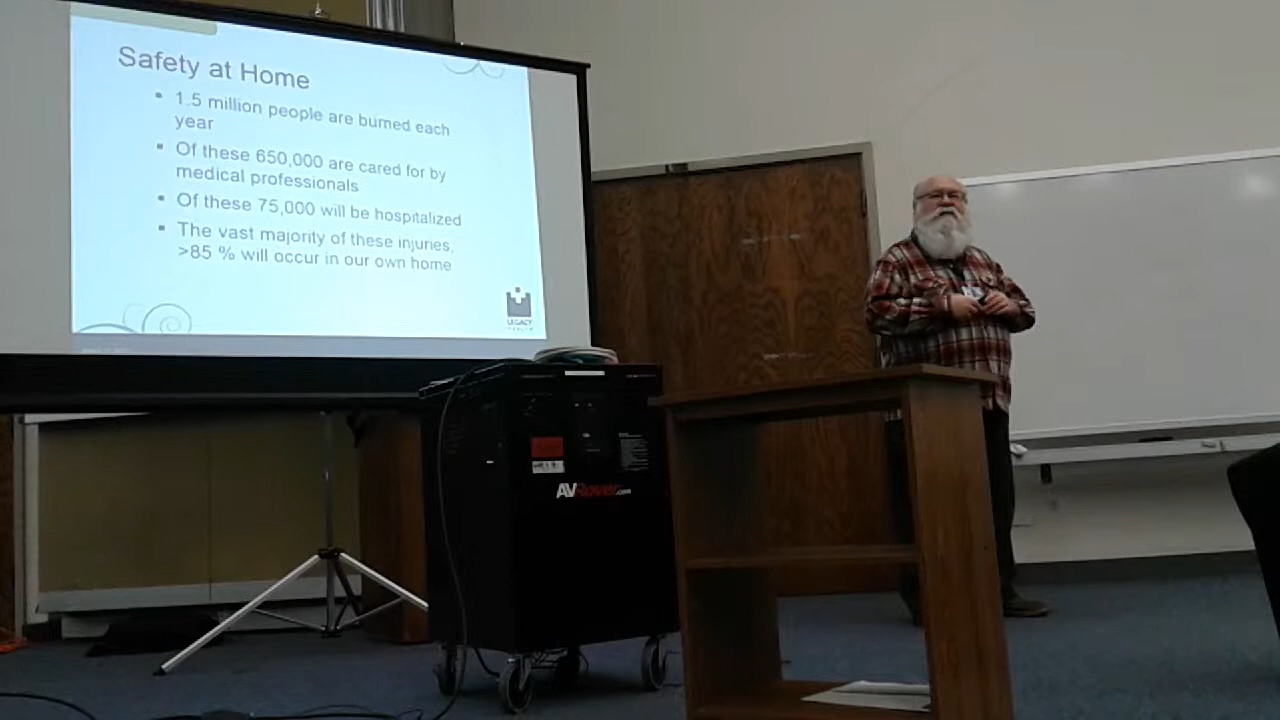 Safety at Home
▪ 1.5 million people are burned each
year
▪ Of these 650,000 are cared for by
medical professionals
▪ Of these 75,000 will be hospitalized
▪ The vast majority of these injuries,
>85 % will occur in our own home
LEGACY
HEALTH
AVRover.com